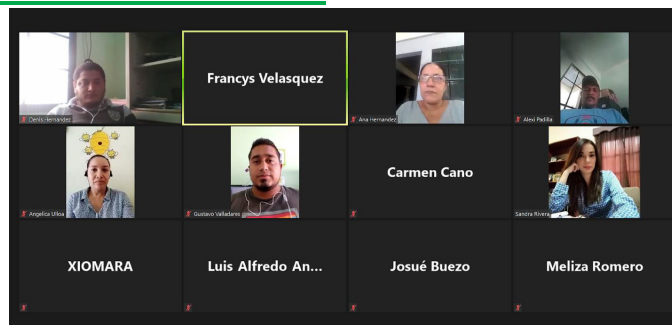 Denis Hernandez
Francys Velasquez
Ana Hernandez
Alexi Padilla
Angelica Ulloa
Gustavo Valladares
Carmen Cano
Sandra Rivera
XIOMARA
Luis Alfredo An...
Josué Buezo
Meliza Romero